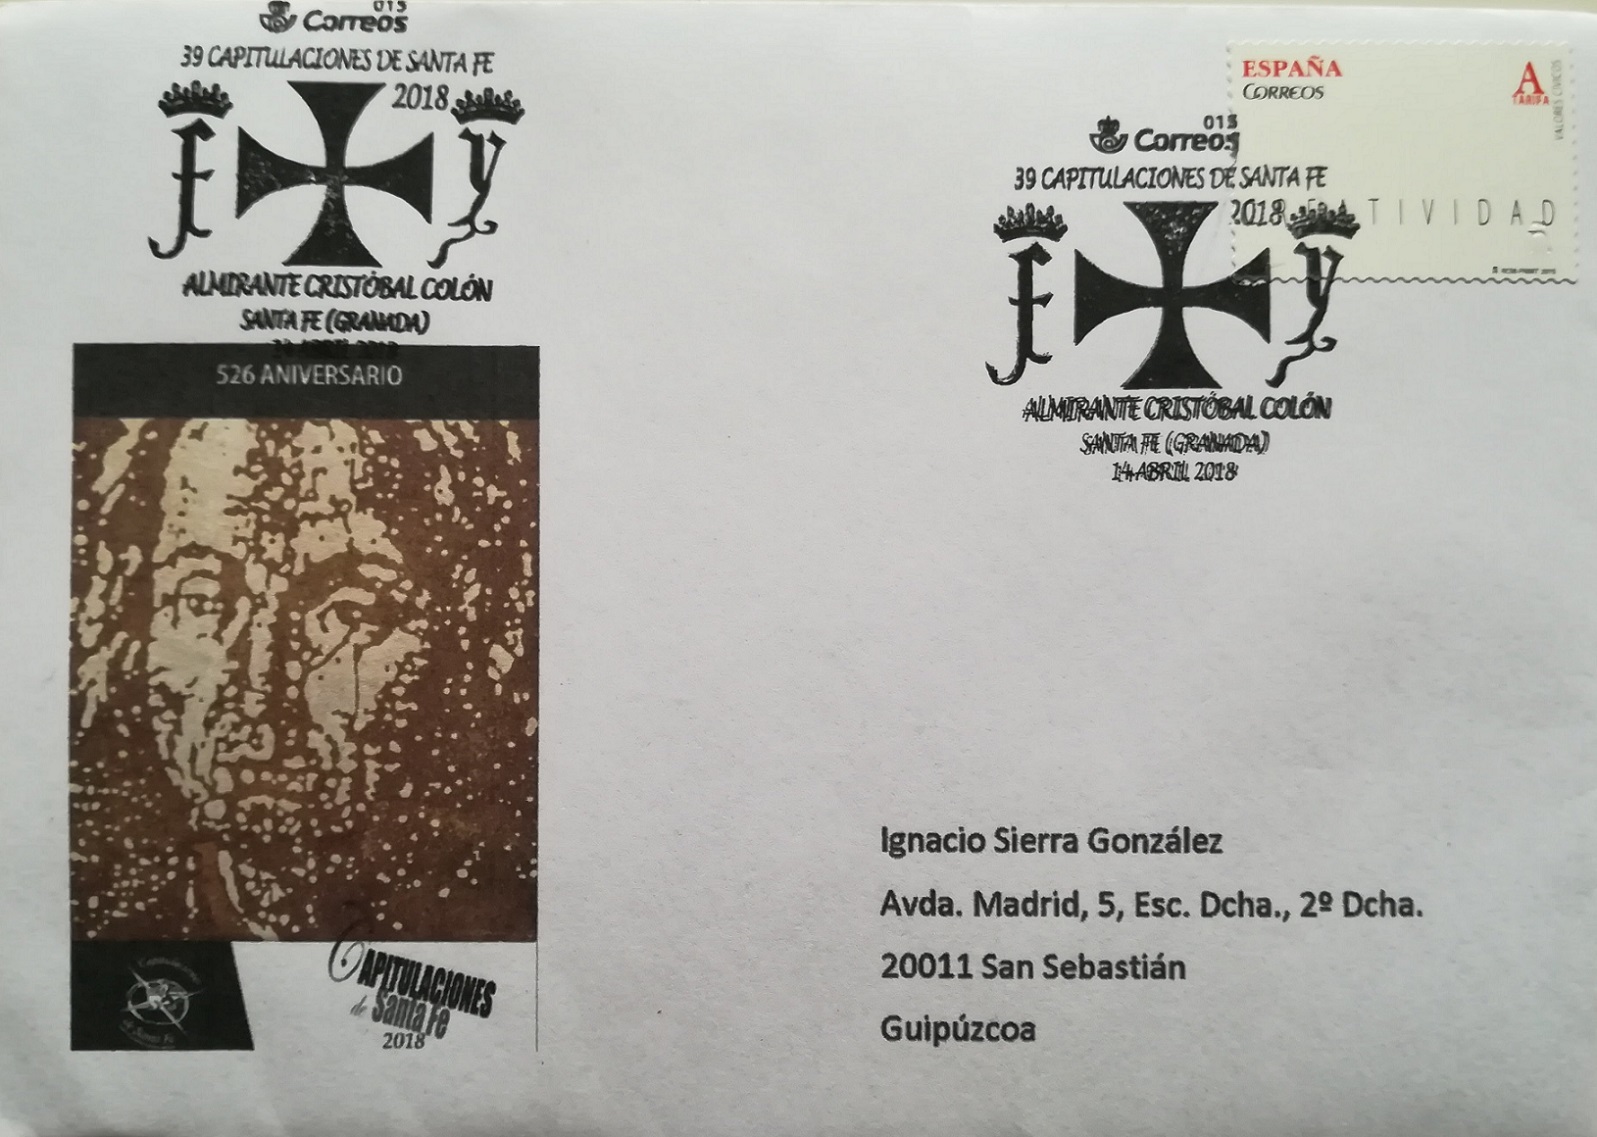 013
Correos
39 CAPITULACIONES DE SANTA FE
2018
F Y
ALMIRANTE CRISTÓBAL COLÓN
SANTA FE (GRANADA)
526 ANIVERSARIO
CAPITULACIONES
de Santa Fe
2018
ESPAÑA
CORREOS
A
TARIFA
VALORES CÍVICOS
013
Correos
39 CAPITULACIONES DE SANTA FE
2018
TIVIDAD
F Y
ALMIRANTE CRISTÓBAL COLÓN
SANTA FE (GRANADA)
14 ABRIL 2018
Ignacio Sierra González
Avda. Madrid, 5, Esc. Dcha., 2º Dcha.
20011 San Sebastián
Guipúzcoa